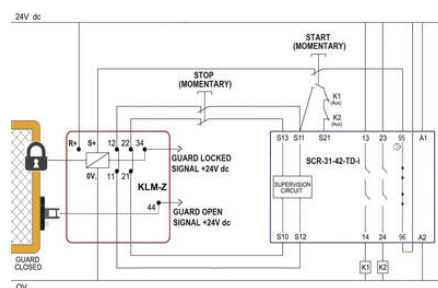 24V dc
START
(MOMENTARY)
STOP
(MOMENTARY)
K1
(Aux)
K2
(Aux)
R+
S+
12
22
34
S13
S11
S21
13
23
95
A1
GUARD LOCKED
SIGNAL +24V dc
SCR-31-42-TD-i
0V.
11
21
KLM-Z
SUPERVISION
CIRCUIT
44
GUARD OPEN
SIGNAL +24V dc
S10
S12
14
24
96
A2
GUARD
CLOSED
K1
K2
0V